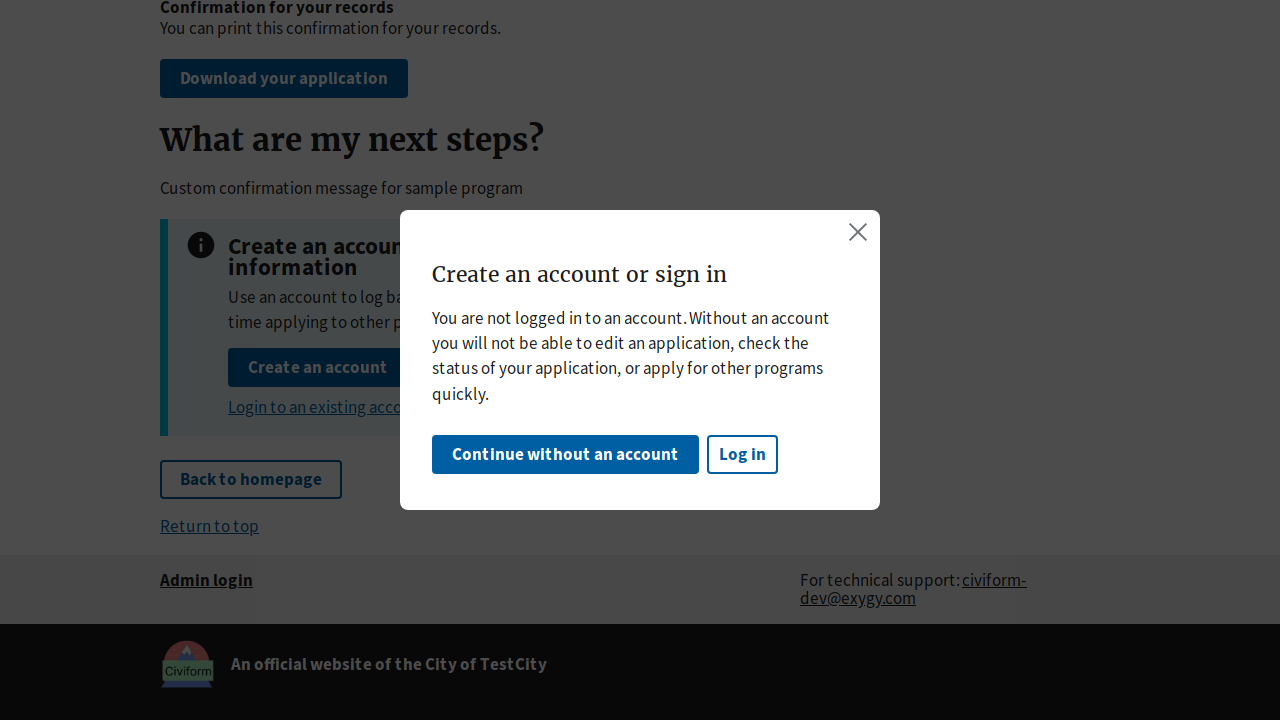 Confirmation for your records
You can print this confirmation for your records.
Download your application
What are my next steps?
Custom confirmation message for sample program
Create an accoun
information
Use an account to log ba
time applying to other p
Create an account
Login to an existing acco
Back to homepage
Return to top
Create an account or sign in
You are not logged in to an account. Without an account
you will not be able to edit an application, check the
status of your application, or apply for other programs
quickly.
Continue without an account
Log in
Admin login
For technical support: civiform-
dev@exygy.com
Civiform
An official website of the City of TestCity